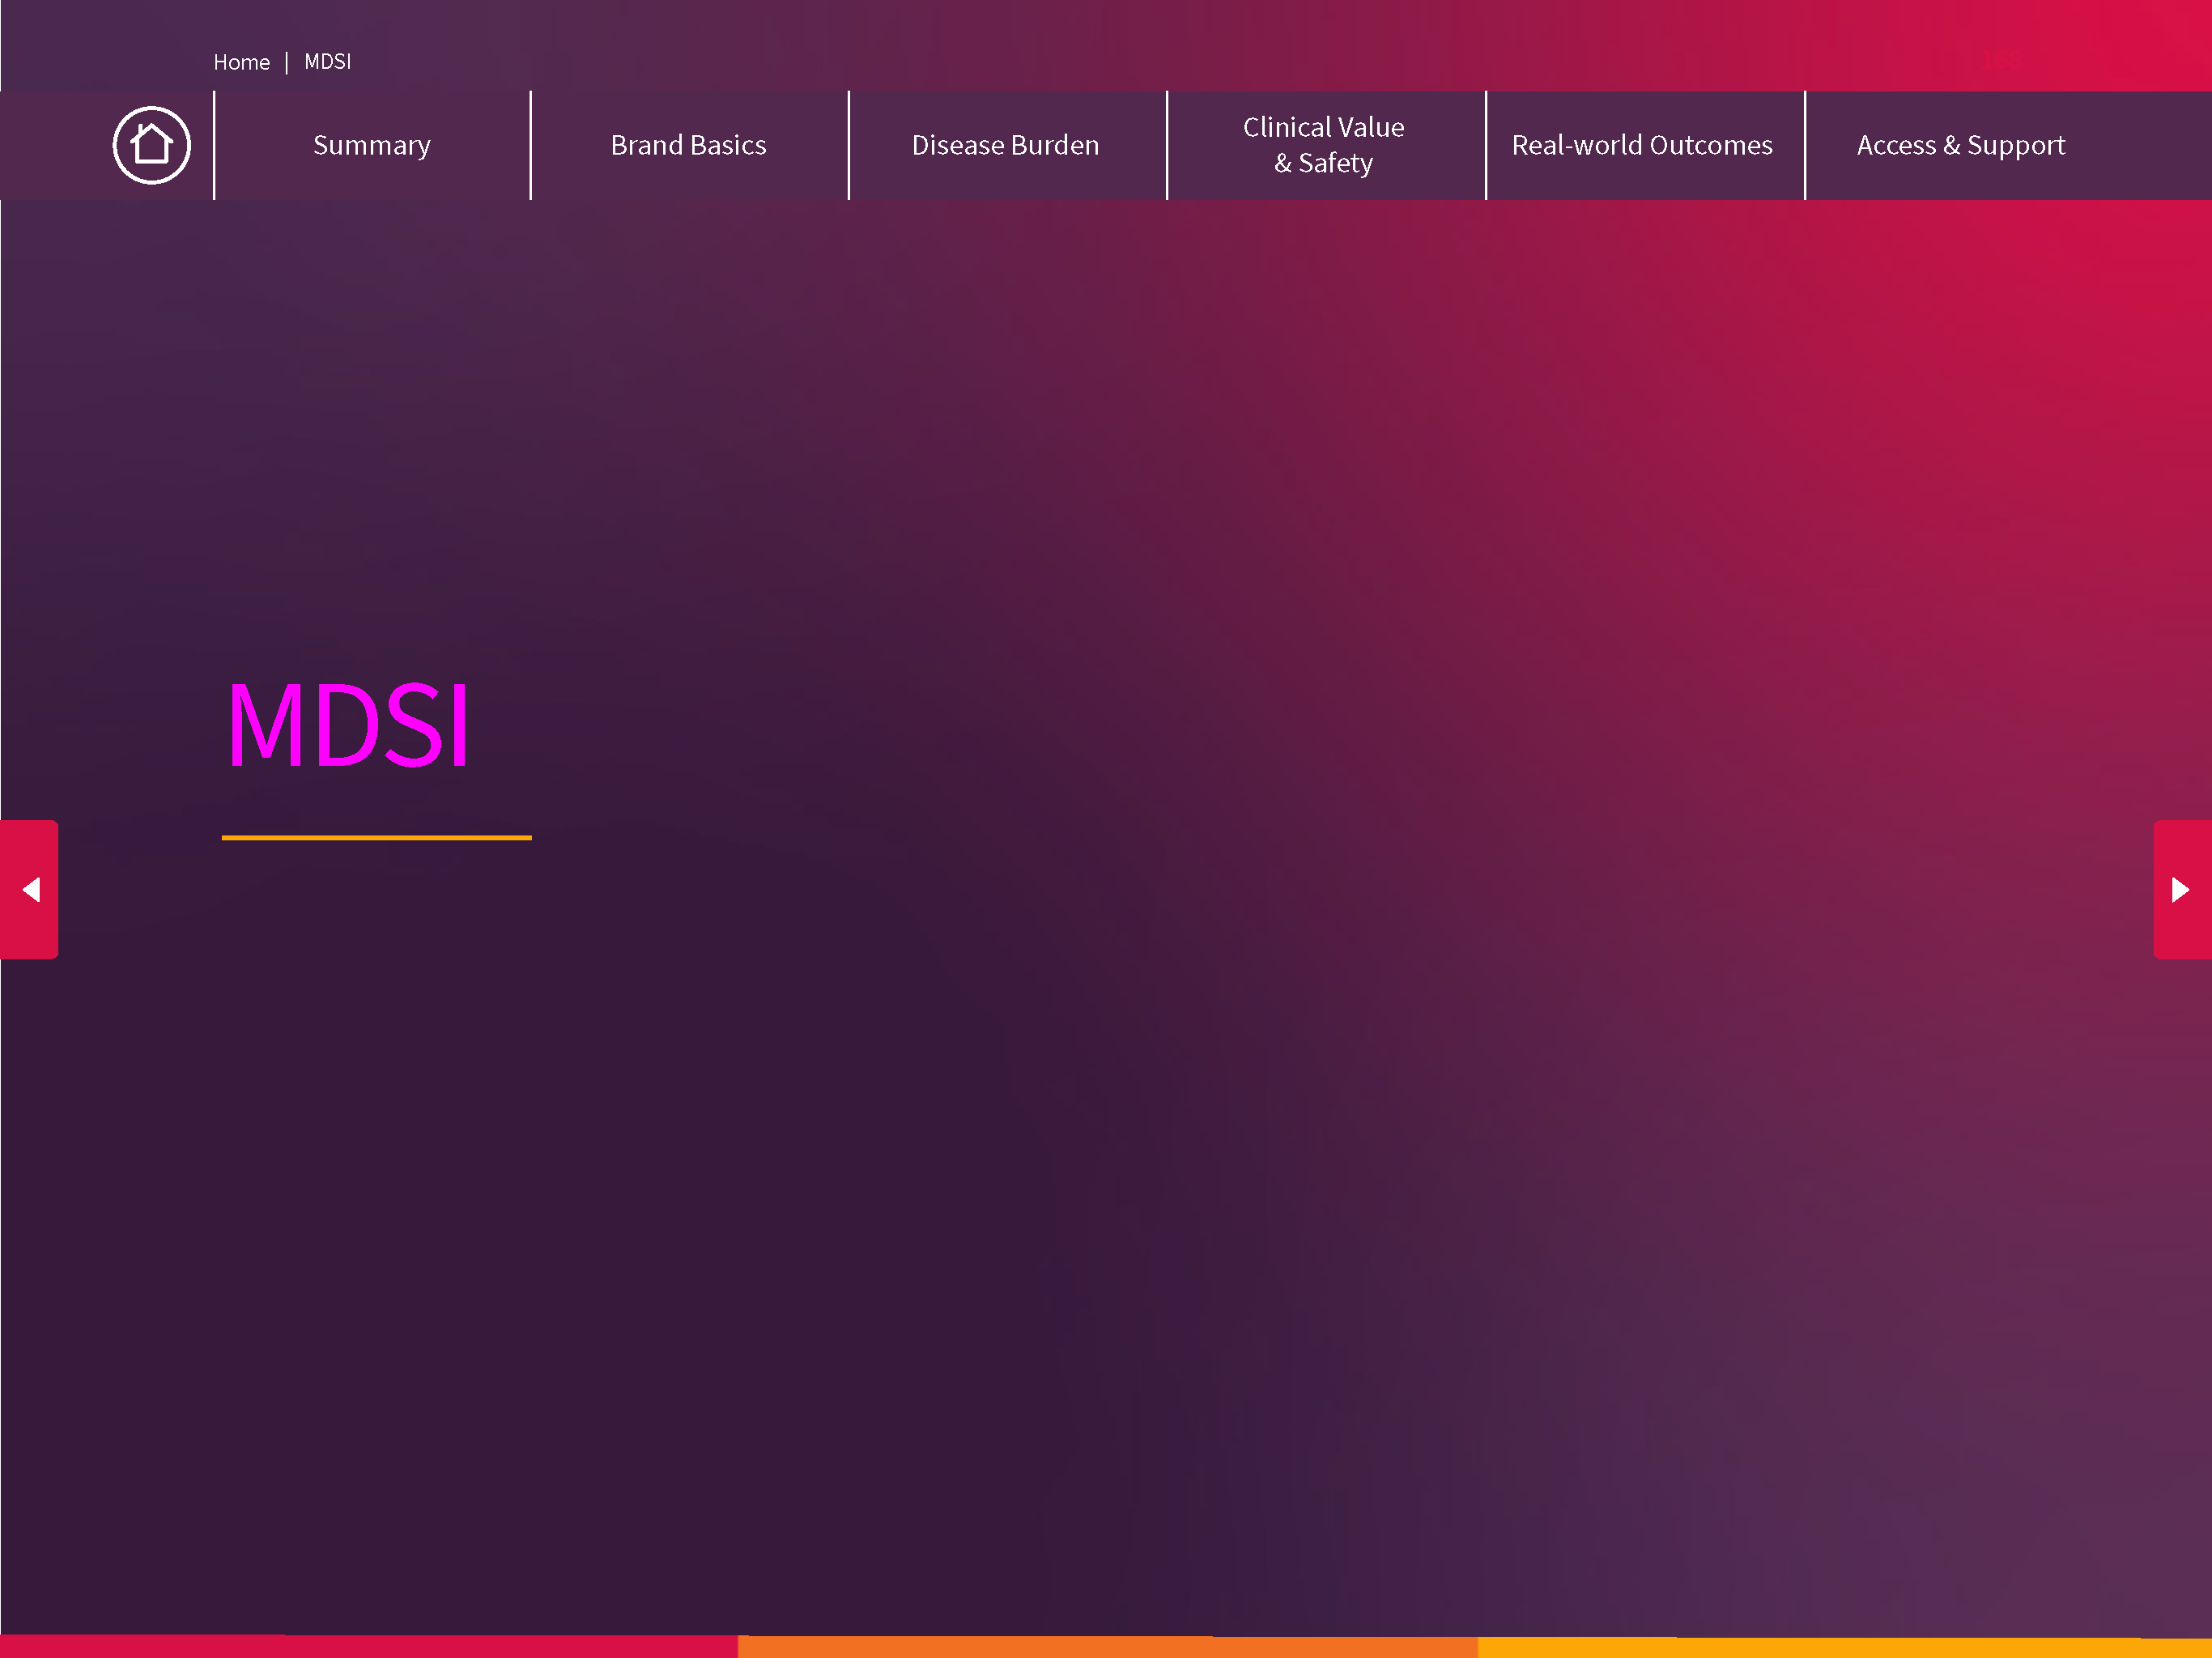 Home | MDSI
Summary
Brand Basics
Disease Burden
Clinical Value
& Safety
Real-world Outcomes
Access & Support
MDSI